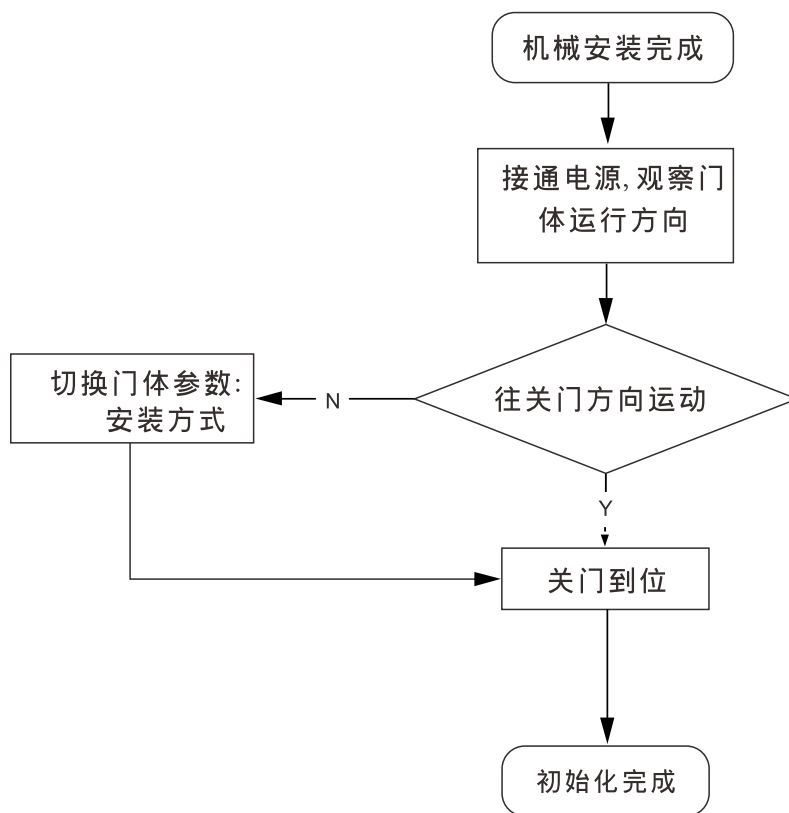 机械安装完成
接通电源,观察门
体运行方向
往关门方向运动
N
切换门体参数:
安装方式
Y
关门到位
初始化完成